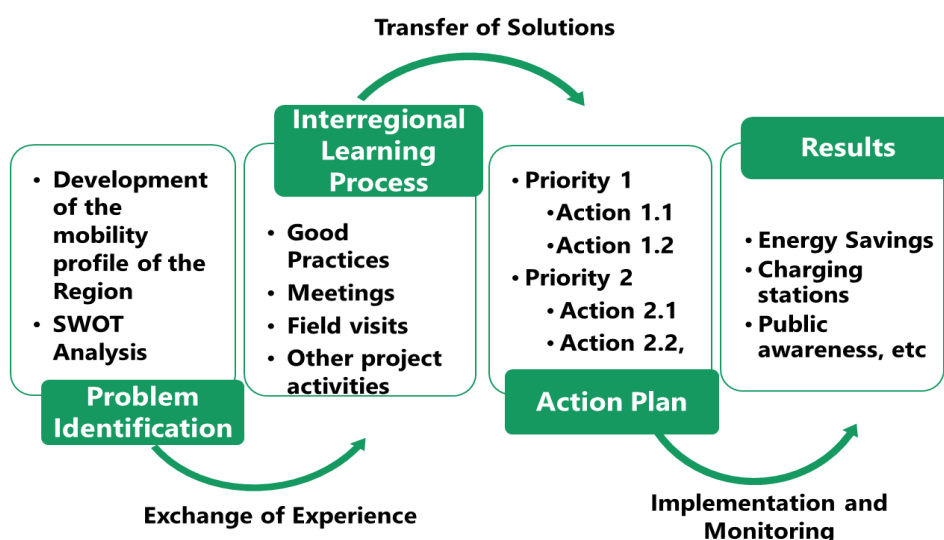 Transfer of Solutions
Interregional
Learning
Process
Results
• Development
of the
mobility
profile of the
Region
• SWOT
Analysis
Problem
Identification
• Good
Practices
• Meetings
• Field visits
• Other project
activities
• Priority 1
• Action 1.1
• Action 1.2
• Priority 2
• Action 2.1
• Action 2.2,
Action Plan
• Energy Savings
• Charging
stations
• Public
awareness, etc
Exchange of Experience
Implementation and
Monitoring